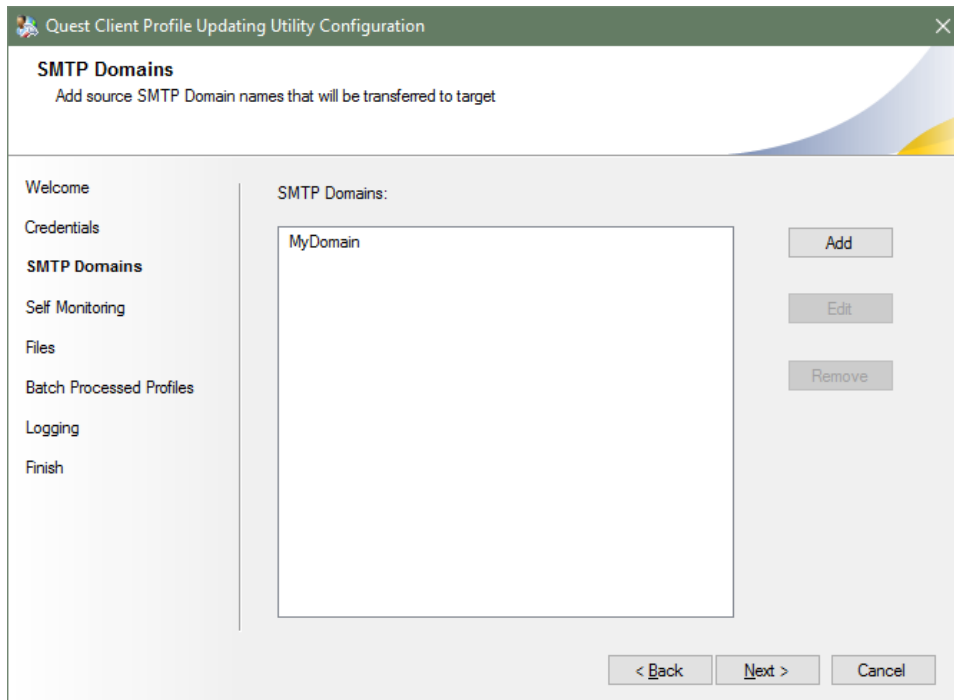 Quest Client Profile Updating Utility Configuration
SMTP Domains
Add source SMTP Domain names that will be transferred to target
Welcome
Credentials
SMTP Domains
Self Monitoring
Files
Batch Processed Profiles
Logging
Finish
SMTP Domains:
MyDomain
Add
Edit
Remove
< Back
Next >
Cancel